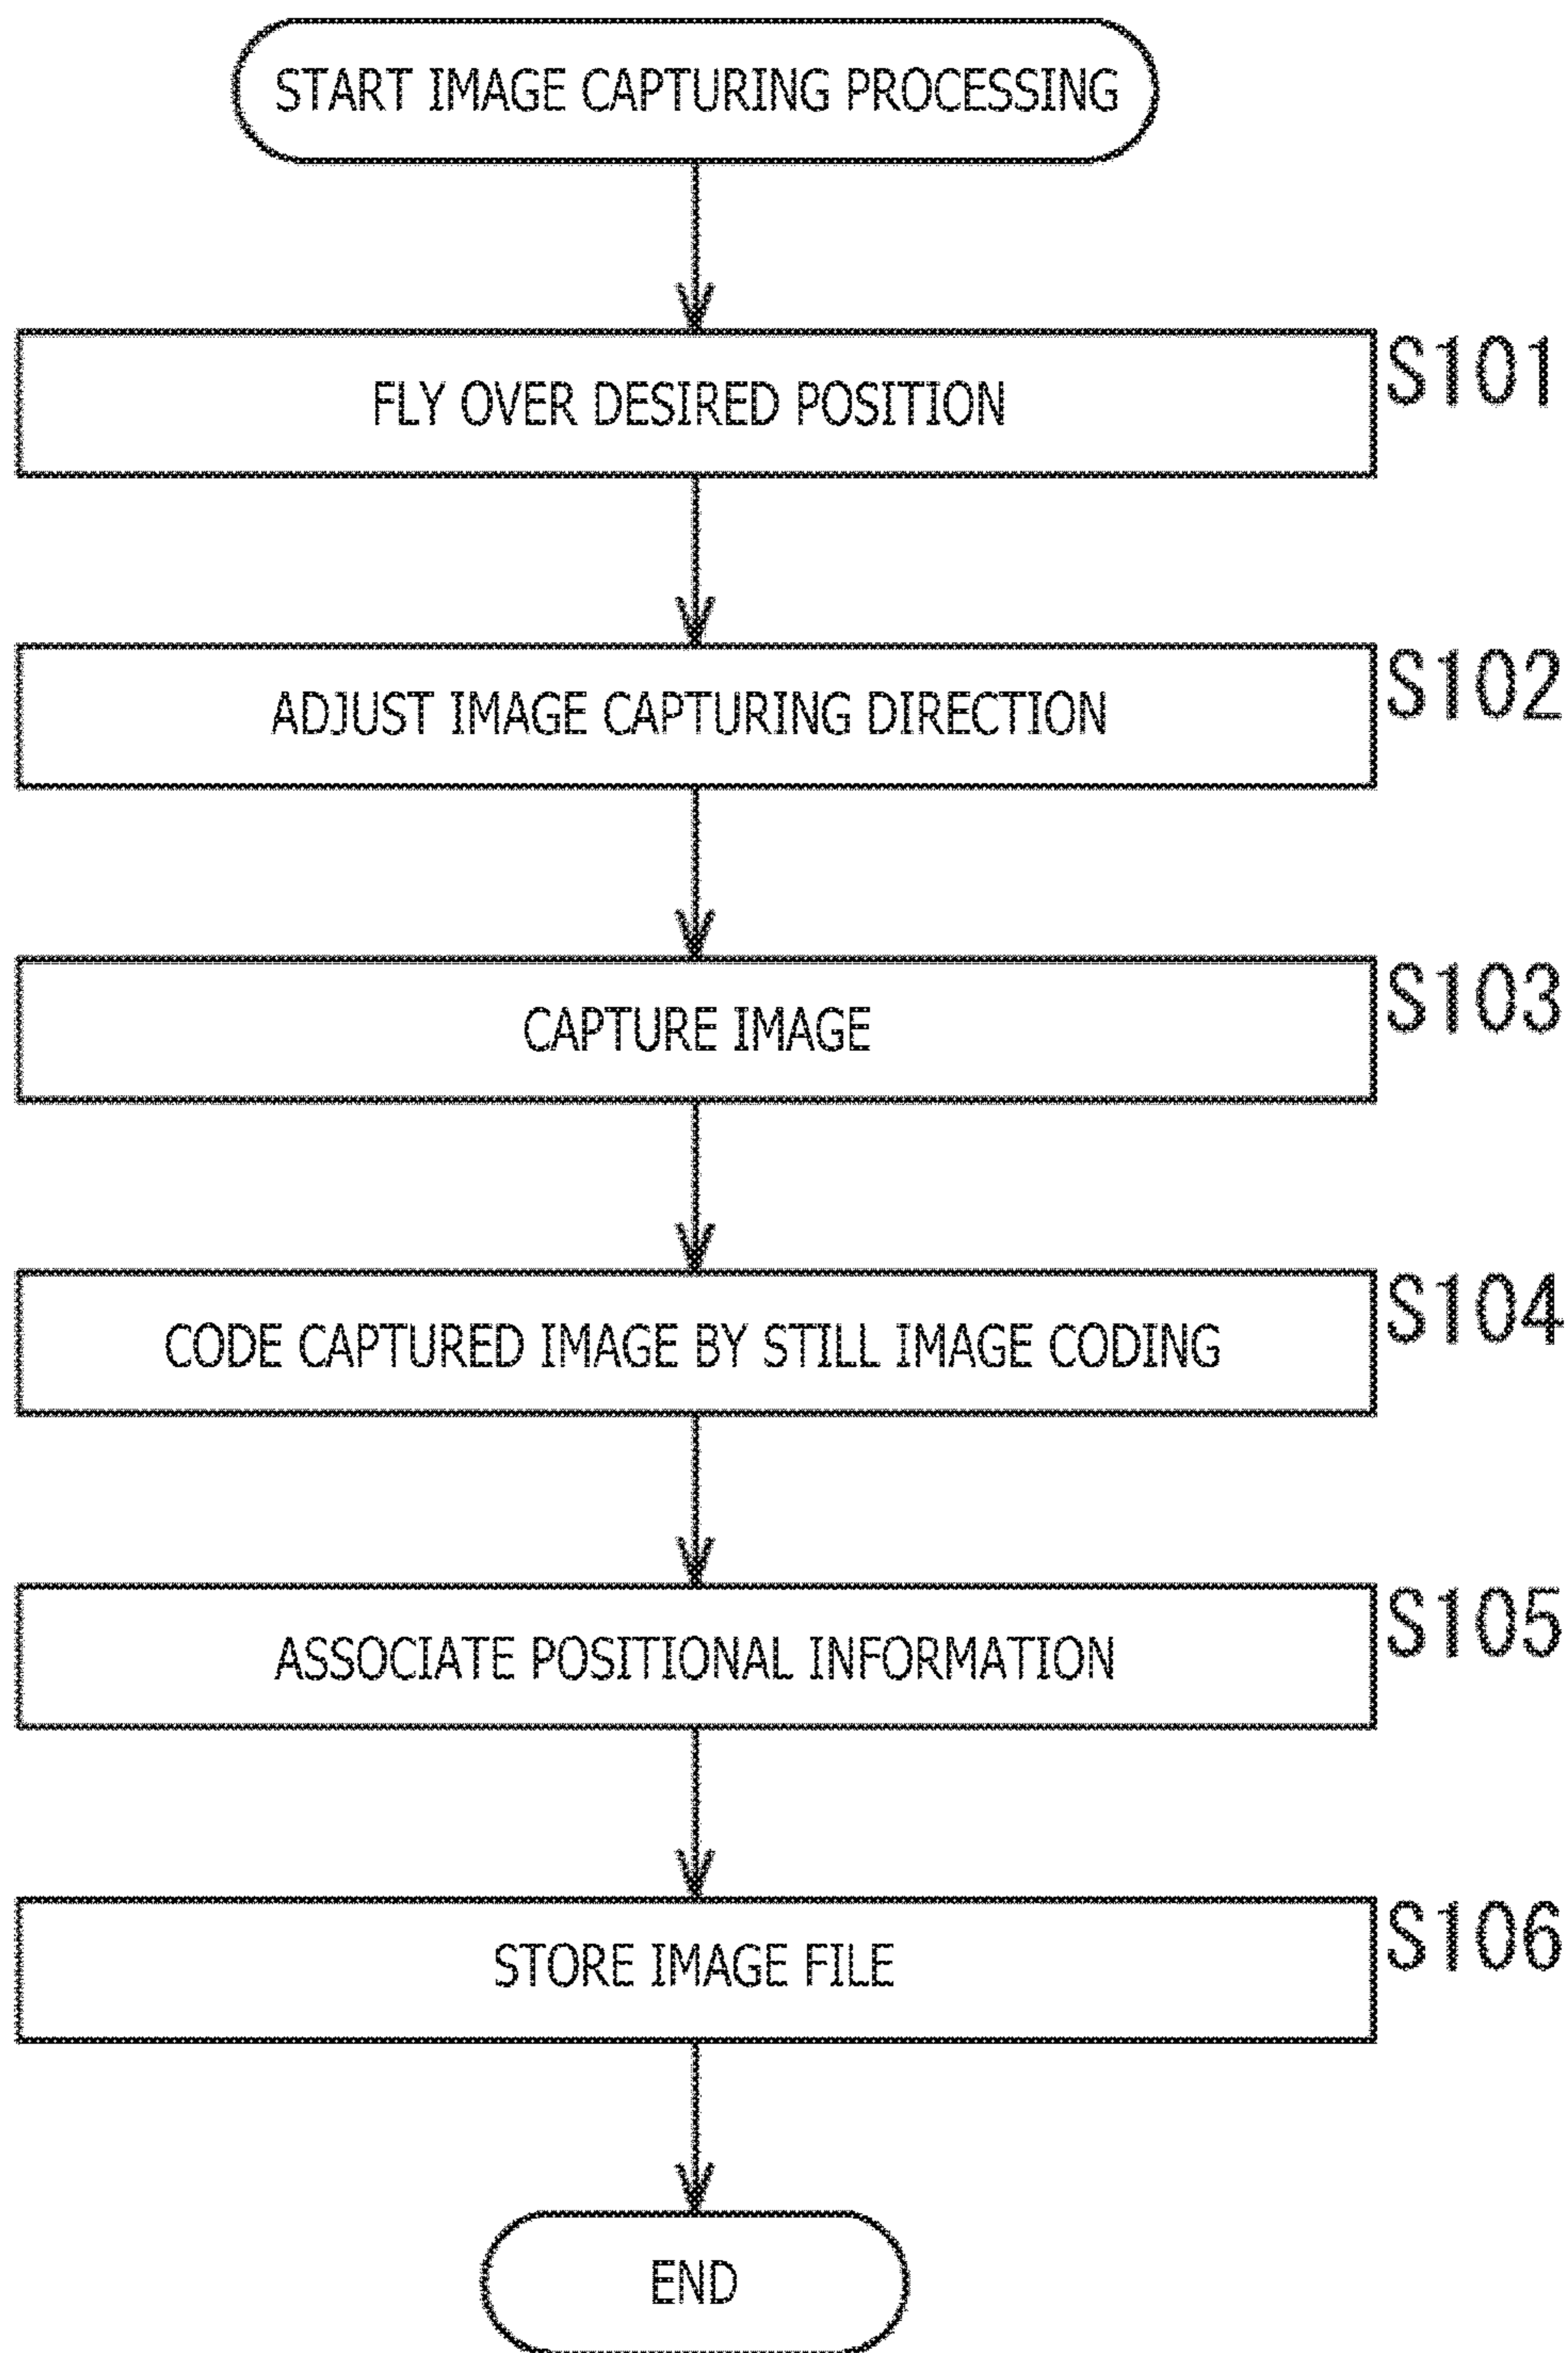 START IMAGE CAPTURING PROCESSING
FLY OVER DESIRED POSITION
S101
ADJUST IMAGE CAPTURING DIRECTION
S102
CAPTURE IMAGE
S103
CODE CAPTURED IMAGE BY STILL IMAGE CODING
S104
ASSOCIATE POSITIONAL INFORMATION
S105
STORE IMAGE FILE
S106
END